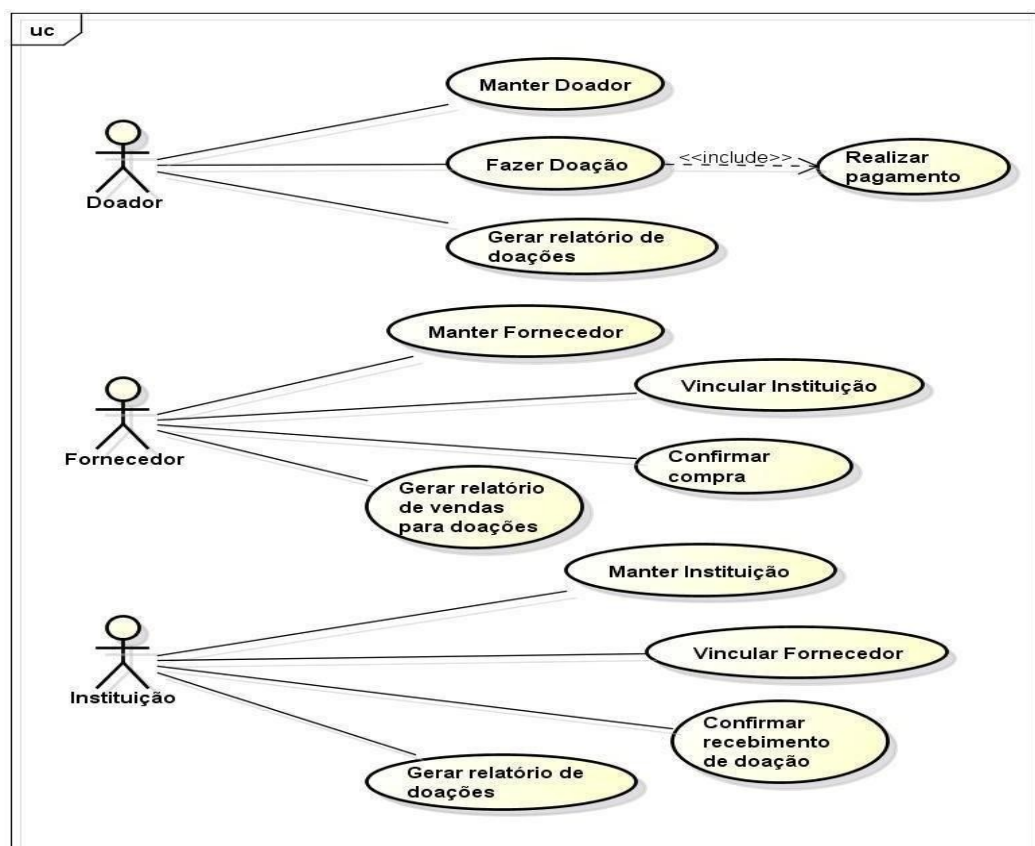 uc
Manter Doador
Fazer Doação
<<include>>
Realizar
pagamento
Doador
Gerar relatório de
doações
Manter Fornecedor
Vincular Instituição
Fornecedor
Confirmar
compra
Gerar relatório
de vendas
para doações
Manter Instituição
Vincular Fornecedor
Instituição
Confirmar
recebimento
de doação
Gerar relatório de
doações